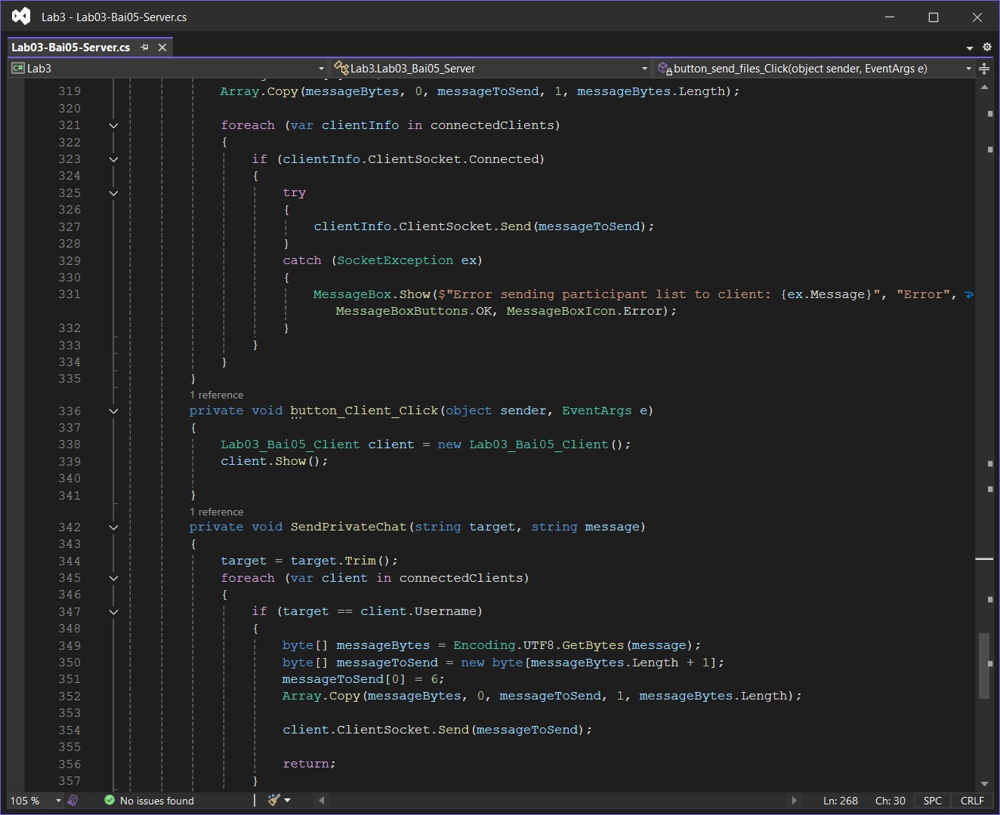 Lab3 - Lab03-Bai05-Server.cs
Lab03-Bai05-Server.cs
C# Lab3 Lab3.Lab03_Bai05_Server button_send_files_Click(object sender, EventArgs e)
319 Array.Copy(messageBytes, 0, messageToSend, 1, messageBytes.Length);
320
321 foreach (var clientInfo in connectedClients)
322 {
323 if (clientInfo.ClientSocket.Connected)
324 {
325 try
326 {
327 clientInfo.ClientSocket.Send(messageToSend);
328 }
329 catch (SocketException ex)
330 {
331 MessageBox.Show($"Error sending participant list to client: {ex.Message}", "Error",
MessageBoxButtons.OK, MessageBoxIcon.Error);
332 }
333 }
334 }
335 }
1 reference
336 private void button_Client_Click(object sender, EventArgs e)
337 {
338 Lab03_Bai05_Client client = new Lab03_Bai05_Client();
339 client.Show();
340
341 }
1 reference
342 private void SendPrivateChat(string target, string message)
343 {
344 target = target.Trim();
345 foreach (var client in connectedClients)
346 {
347 if (target == client.Username)
348 {
349 byte[] messageBytes = Encoding.UTF8.GetBytes(message);
350 byte[] messageToSend = new byte[messageBytes.Length + 1];
351 messageToSend[0] = 6;
352 Array.Copy(messageBytes, 0, messageToSend, 1, messageBytes.Length);
353
354 client.ClientSocket.Send(messageToSend);
355
356 return;
357 }
105 % No issues found Ln: 268 Ch: 30 SPC CRLF